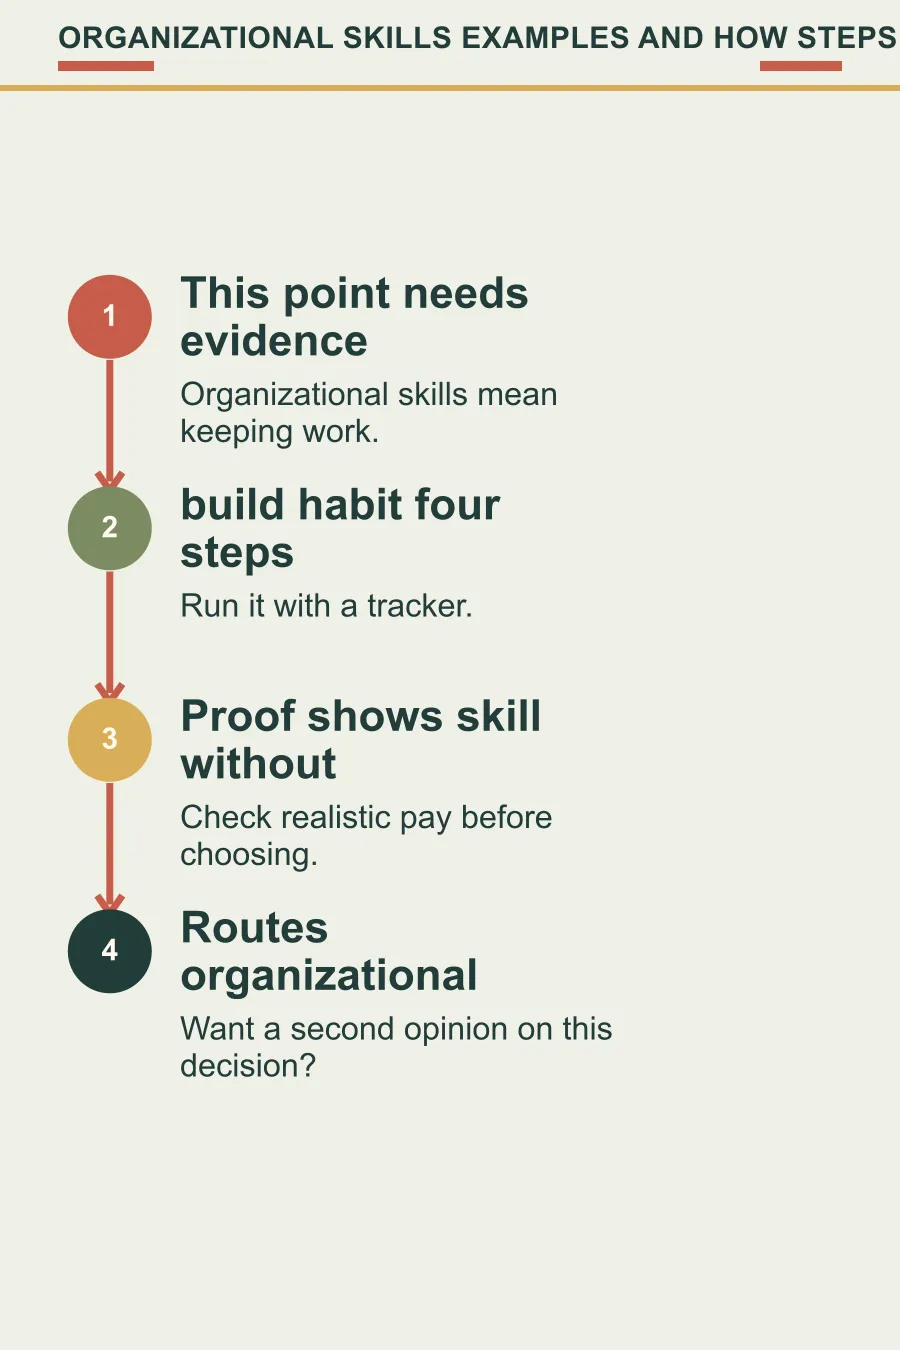 ORGANIZATIONAL SKILLS EXAMPLES AND HOW STEPS
1
This point needs
evidence
Organizational skills mean
keeping work.
2
build habit four
steps
Run it with a tracker.
3
Proof shows skill
without
Check realistic pay before
choosing.
4
Routes
organizational
Want a second opinion on this
decision?